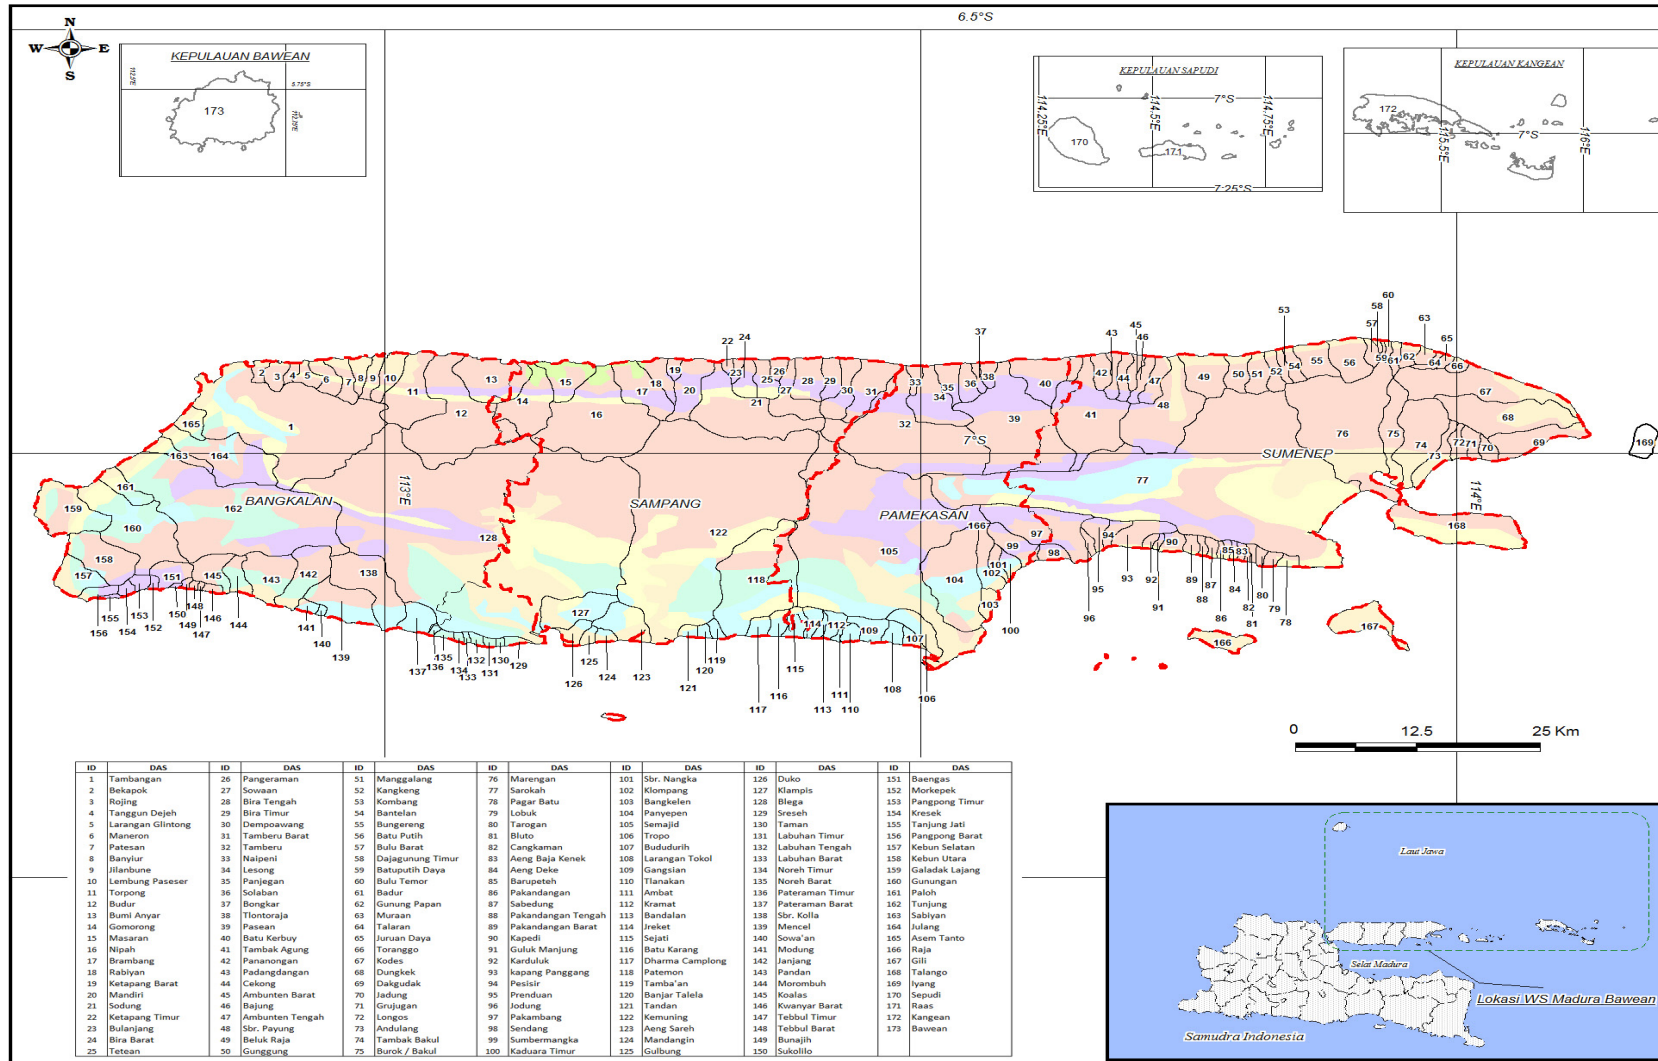 6.5°S
N
W E
S
KEPULAUAN BAWEAN
5.75°S
173
KEPULAUAN SAPUDI
7°S
114.25°E
114.5°E
114.75°E
170
171
7.25°S
KEPULAUAN KANGEAN
172
7°S
115.5°E
116°E
BANGKALAN
SAMPANG
PAMEKASAN
SUMENEP
7°S
113°E
114°E
0 12.5 25 Km
ID DAS ID DAS ID DAS ID DAS ID DAS ID DAS ID DAS
1 Tambangan 26 Pangeraman 51 Manggalang 76 Marengan 101 Sbr. Nangka 126 Duko 151 Baengas
2 Bekapok 27 Sowaan 52 Kangkeng 77 Sarokah 102 Klompang 127 Klampis 152 Morkepek
3 Rojing 28 Bira Tengah 53 Kombang 78 Pagar Batu 103 Bangkelen 128 Blega 153 Pangpong Timur
4 Tanggun Dejeh 29 Bira Timur 54 Bantelan 79 Lobuk 104 Panyepen 129 Sreseh 154 Kresek
5 Larangan Glintong 30 Dempoawang 55 Bungereng 80 Tarogan 105 Semajid 130 Taman 155 Tanjung Jati
6 Maneron 31 Tamberu Barat 56 Batu Putih 81 Bluto 106 Tropo 131 Labuhan Timur 156 Pangpong Barat
7 Patesan 32 Tamberu 57 Bulu Barat 82 Cangkaman 107 Bududurih 132 Labuhan Tengah 157 Kebun Selatan
8 Banyiur 33 Naipeni 58 Dajagunung Timur 83 Aeng Baja Kenek 108 Larangan Tokol 133 Labuhan Barat 158 Kebun Utara
9 Jilanbune 34 Lesong 59 Batuputih Daya 84 Aeng Deke 109 Gangsian 134 Noreh Timur 159 Galadak Lajang
10 Lembung Paseser 35 Panjegan 60 Bulu Temor 85 Barupeteh 110 Tlanakan 135 Noreh Barat 160 Gunungan
11 Torpong 36 Solaban 61 Badur 86 Pakandangan 111 Ambat 136 Pateraman Timur 161 Paloh
12 Budur 37 Bongkar 62 Gunung Papan 87 Sabedung 112 Kramat 137 Pateraman Barat 162 Tunjung
13 Bumi Anyar 38 Tlontoraja 63 Muraan 88 Pakandangan Tengah 113 Bandalan 138 Sbr. Kolla 163 Sabiyan
14 Gomorong 39 Pasean 64 Talaran 89 Pakandangan Barat 114 Jreket 139 Mencel 164 Julang
15 Masaran 40 Batu Kerbuy 65 Juruan Daya 90 Kapedi 115 Sejati 140 Sowa'an 165 Asem Tanto
16 Nipah 41 Tambak Agung 66 Toranggo 91 Guluk Manjung 116 Batu Karang 141 Modung 166 Raja
17 Brambang 42 Pananongan 67 Kodes 92 Karduluk 117 Dharma Camplong 142 Janjang 167 Gili
18 Rabiyan 43 Padangdangan 68 Dungkek 93 kapang Panggang 118 Patemon 143 Pandan 168 Talango
19 Ketapang Barat 44 Cekong 69 Dakgudak 94 Pesisir 119 Tamba'an 144 Morombuh 169 Iyang
20 Mandiri 45 Ambunten Barat 70 Jadung 95 Prenduan 120 Banjar Talela 145 Koalas 170 Sepudi
21 Sodung 46 Bajung 71 Grujugan 96 Jodung 121 Tandan 146 Kwanyar Barat 171 Raas
22 Ketapang Timur 47 Ambunten Tengah 72 Longos 97 Pakambang 122 Kemuning 147 Tebbul Timur 172 Kangean
23 Bulanjang 48 Sbr. Payung 73 Andulang 98 Sendang 123 Aeng Sareh 148 Tebbul Barat 173 Bawean
24 Bira Barat 49 Beluk Raja 74 Tambak Bakul 99 Sumbermangka 124 Mandangin 149 Bunajih
25 Tetean 50 Gunggung 75 Burok / Bakul 100 Kaduara Timur 125 Gulbung 150 Sukolilo
Laut Jawa
Selat Madura
Lokasi WS Madura Bawean
Samudra Indonesia